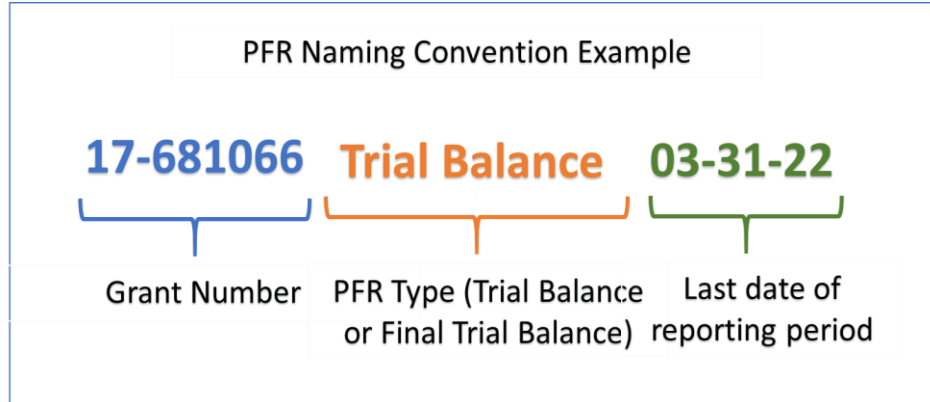 PFR Naming Convention Example
17-681066 Trial Balance 03-31-22
Grant Number
PFR Type (Trial Balance
or Final Trial Balance)
Last date of
reporting period